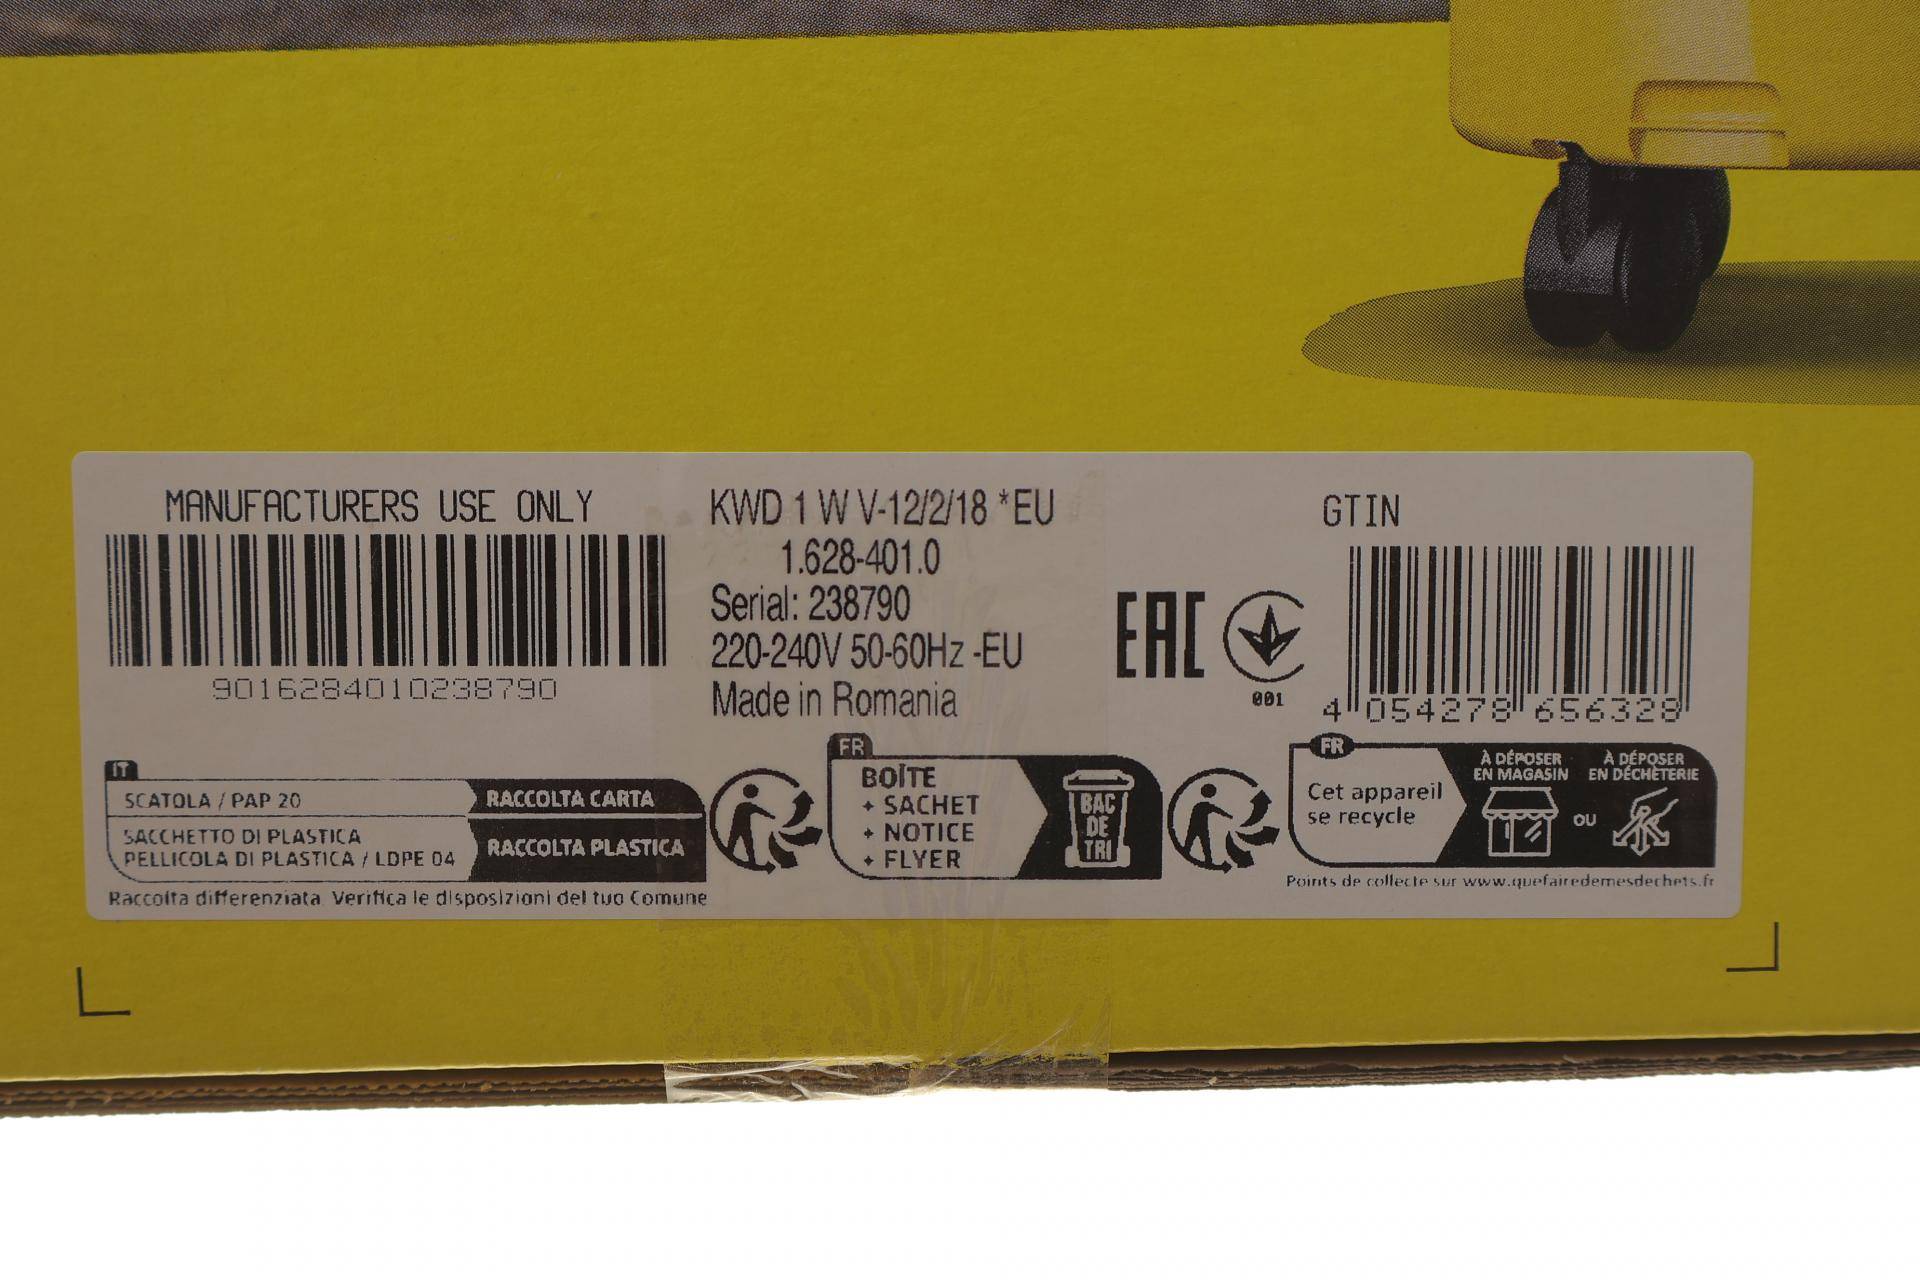 MANUFACTURERS USE ONLY
9016284010238790
KWD 1 W V-12/2/18 *EU
1.628-401.0
Serial: 238790
220-240V 50-60Hz -EU
Made in Romania
EAC
001
GTIN
4 054278 656328
IT
SCATOLA / PAP 20
RACCOLTA CARTA
SACCHETTO DI PLASTICA
PELLICOLA DI PLASTICA / LDPE 04
RACCOLTA PLASTICA
Raccolta differenziata. Verifica le disposizioni del tuo Comune
FR
BOÎTE
+ SACHET
+ NOTICE
+ FLYER
BAC
DE
TRI
FR
Cet appareil
se recycle
À DÉPOSER
EN MAGASIN
OU
À DÉPOSER
EN DÉCHÈTERIE
Points de collecte sur www.quefairedemesdechets.fr